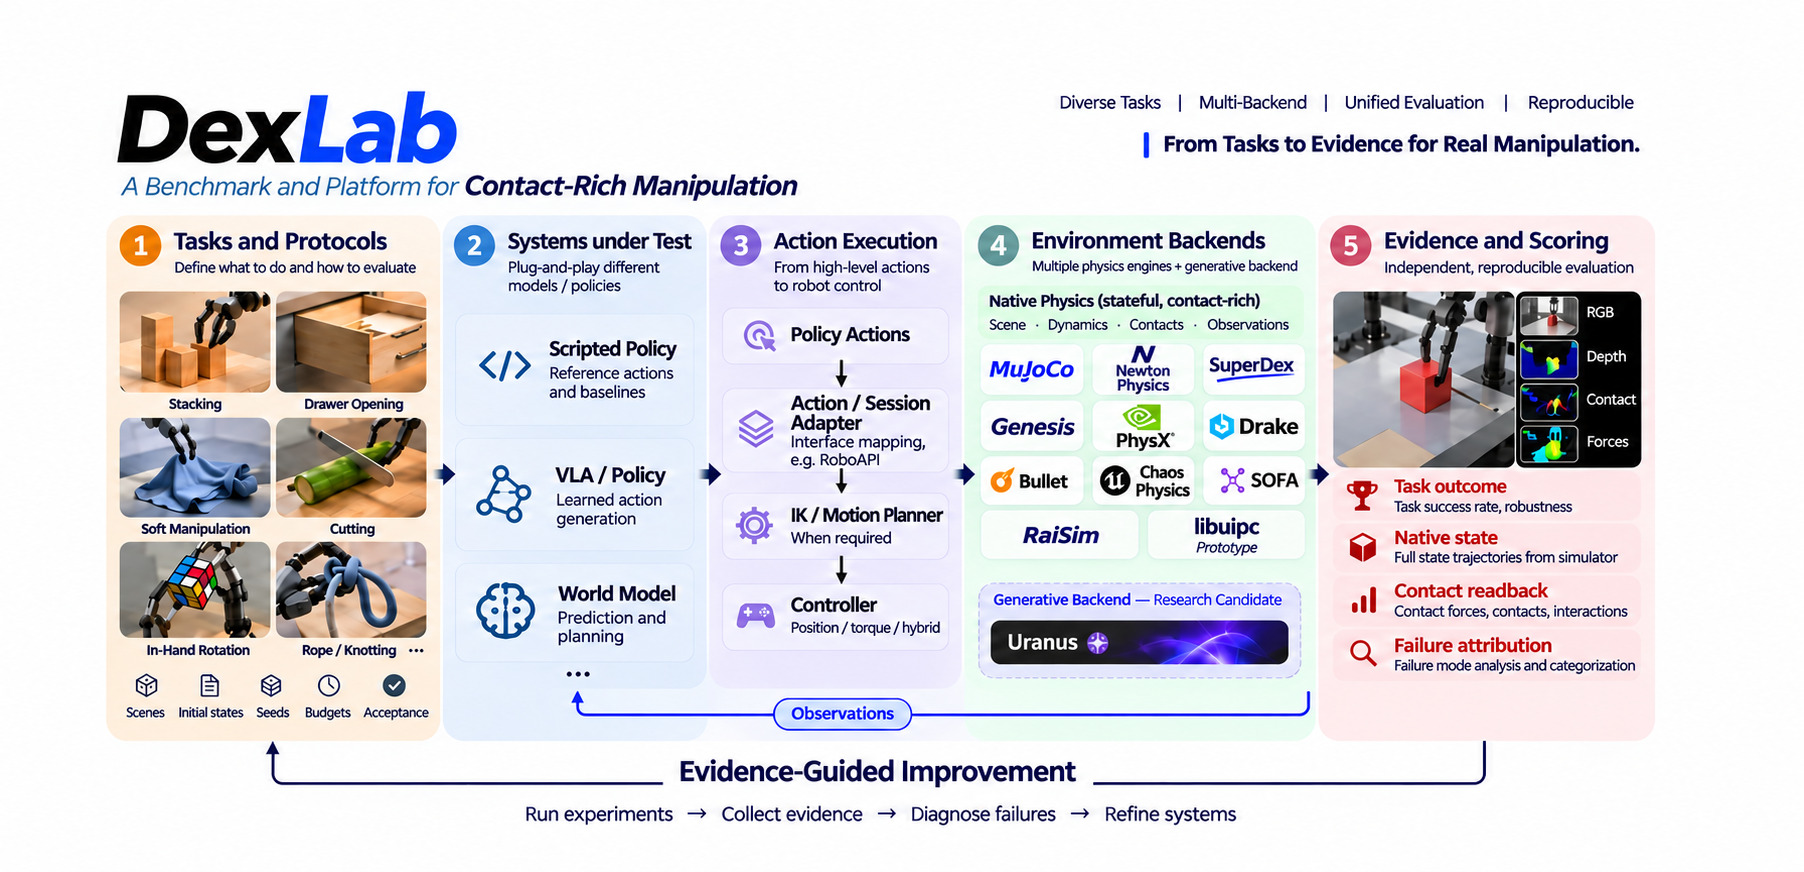 DexLab
A Benchmark and Platform for Contact-Rich Manipulation
Diverse Tasks | Multi-Backend | Unified Evaluation | Reproducible
From Tasks to Evidence for Real Manipulation.
1 Tasks and Protocols
Define what to do and how to evaluate
Stacking
Drawer Opening
Soft Manipulation
Cutting
In-Hand Rotation
Rope / Knotting ...
Scenes
Initial states
Seeds
Budgets
Acceptance
2 Systems under Test
Plug-and-play different
models / policies
</>
Scripted Policy
Reference actions
and baselines
VLA / Policy
Learned action
generation
World Model
Prediction and
planning
...
3 Action Execution
From high-level actions
to robot control
Policy Actions
Action / Session
Adapter
Interface mapping,
e.g. RoboAPI
IK / Motion Planner
When required
Controller
Position / torque / hybrid
4 Environment Backends
Multiple physics engines + generative backend
Native Physics (stateful, contact-rich)
Scene · Dynamics · Contacts · Observations
MuJoCo
N
Newton
Physics
SuperDex
Genesis
PhysX®
Drake
Bullet
Chaos
Physics
SOFA
RaiSim
libuipc
Prototype
Generative Backend — Research Candidate
Uranus
Observations
5 Evidence and Scoring
Independent, reproducible evaluation
RGB
Depth
Contact
Forces
Task outcome
Task success rate, robustness
Native state
Full state trajectories from simulator
Contact readback
Contact forces, contacts, interactions
Failure attribution
Failure mode analysis and categorization
Evidence-Guided Improvement
Run experiments → Collect evidence → Diagnose failures → Refine systems